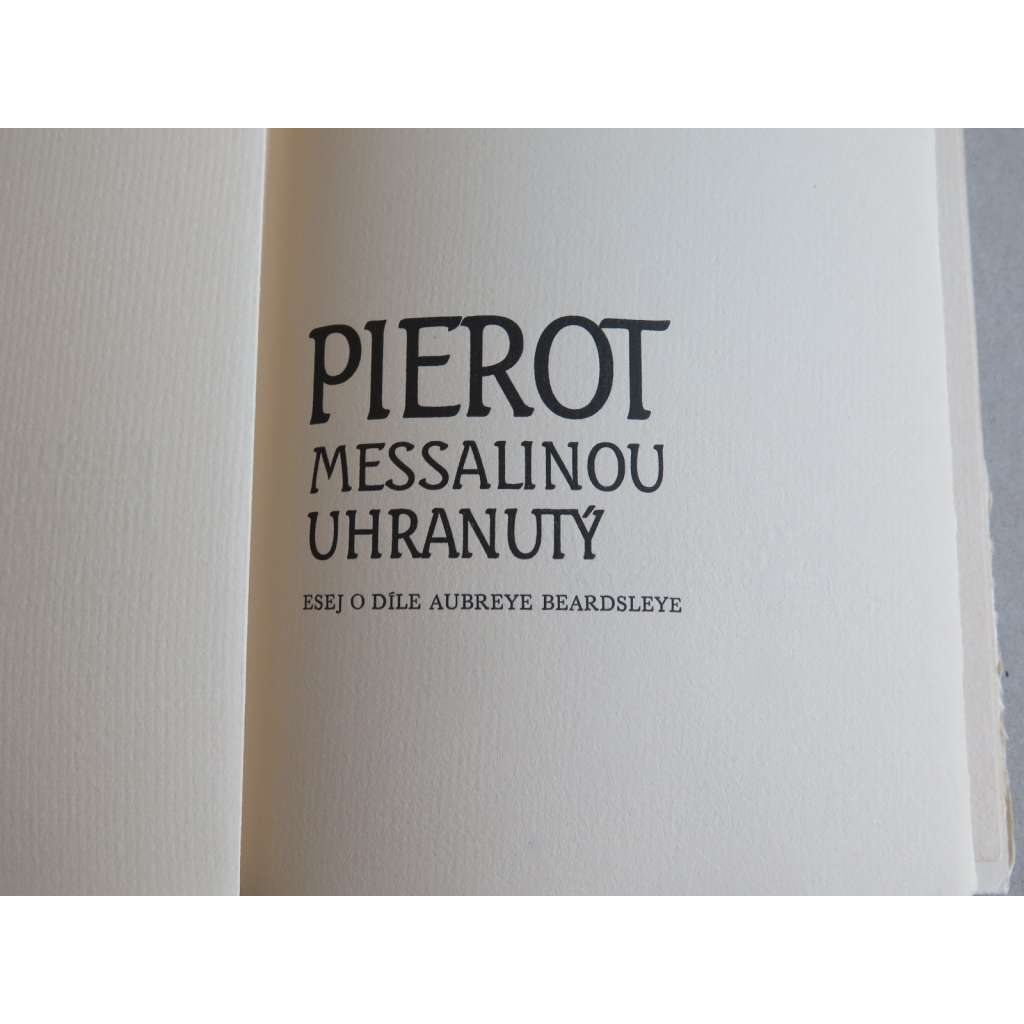 PIEROT
MESSALINOU
UHRANUTÝ
ESEJ O DÍLE AUBREYE BEARDSLEYE